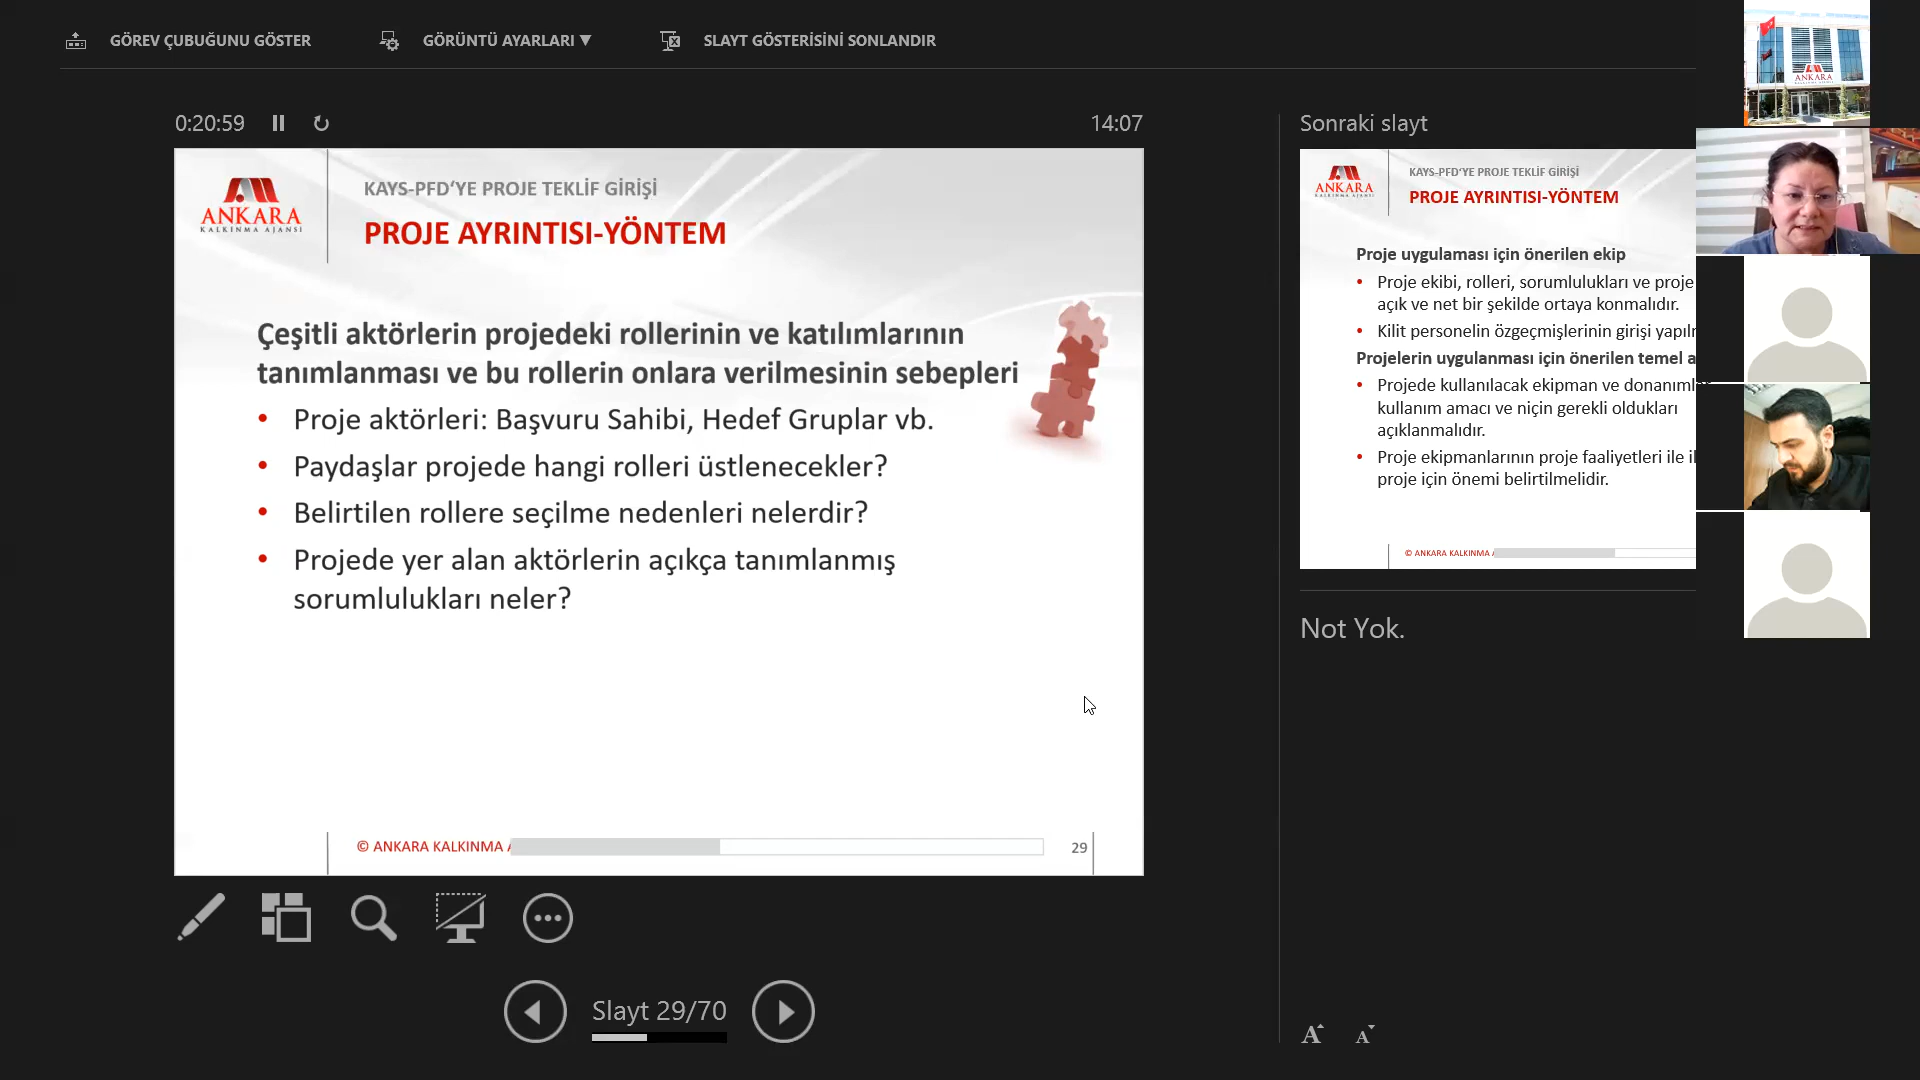 GÖREV ÇUBUĞUNU GÖSTER
GÖRÜNTÜ AYARLARI ▼
SLAYT GÖSTERİSİNİ SONLANDIR
0:20:59
14:07
ANKARA
KALKINMA AJANSI
KAYS-PFD‘YE PROJE TEKLİF GİRİŞİ
PROJE AYRINTISI-YÖNTEM
Çeşitli aktörlerin projedeki rollerinin ve katılımlarının
tanımlanması ve bu rollerin onlara verilmesinin sebepleri
• Proje aktörleri: Başvuru Sahibi, Hedef Gruplar vb.
• Paydaşlar projede hangi rolleri üstlenecekler?
• Belirtilen rollere seçilme nedenleri nelerdir?
• Projede yer alan aktörlerin açıkça tanımlanmış
sorumlulukları neler?
© ANKARA KALKINMA
29
Slayt 29/70
Sonraki slayt
ANKARA
KALKINMA AJANSI
KAYS-PFD‘YE PROJE TEKLİF GİRİŞİ
PROJE AYRINTISI-YÖNTEM
Proje uygulaması için önerilen ekip
• Proje ekibi, rolleri, sorumlulukları ve proje
açık ve net bir şekilde ortaya konmalıdır.
• Kilit personelin özgeçmişlerinin girişi
Projelerin uygulanması için önerilen temel
• Projede kullanılacak ekipman ve
kullanım amacı ve niçin gerekli oldukları
açıklanmalıdır.
• Proje ekipmanlarının proje faaliyetleri ile
proje için önemi belirtilmelidir.
© ANKARA KALKINMA
Not Yok.
A A
ANKARA